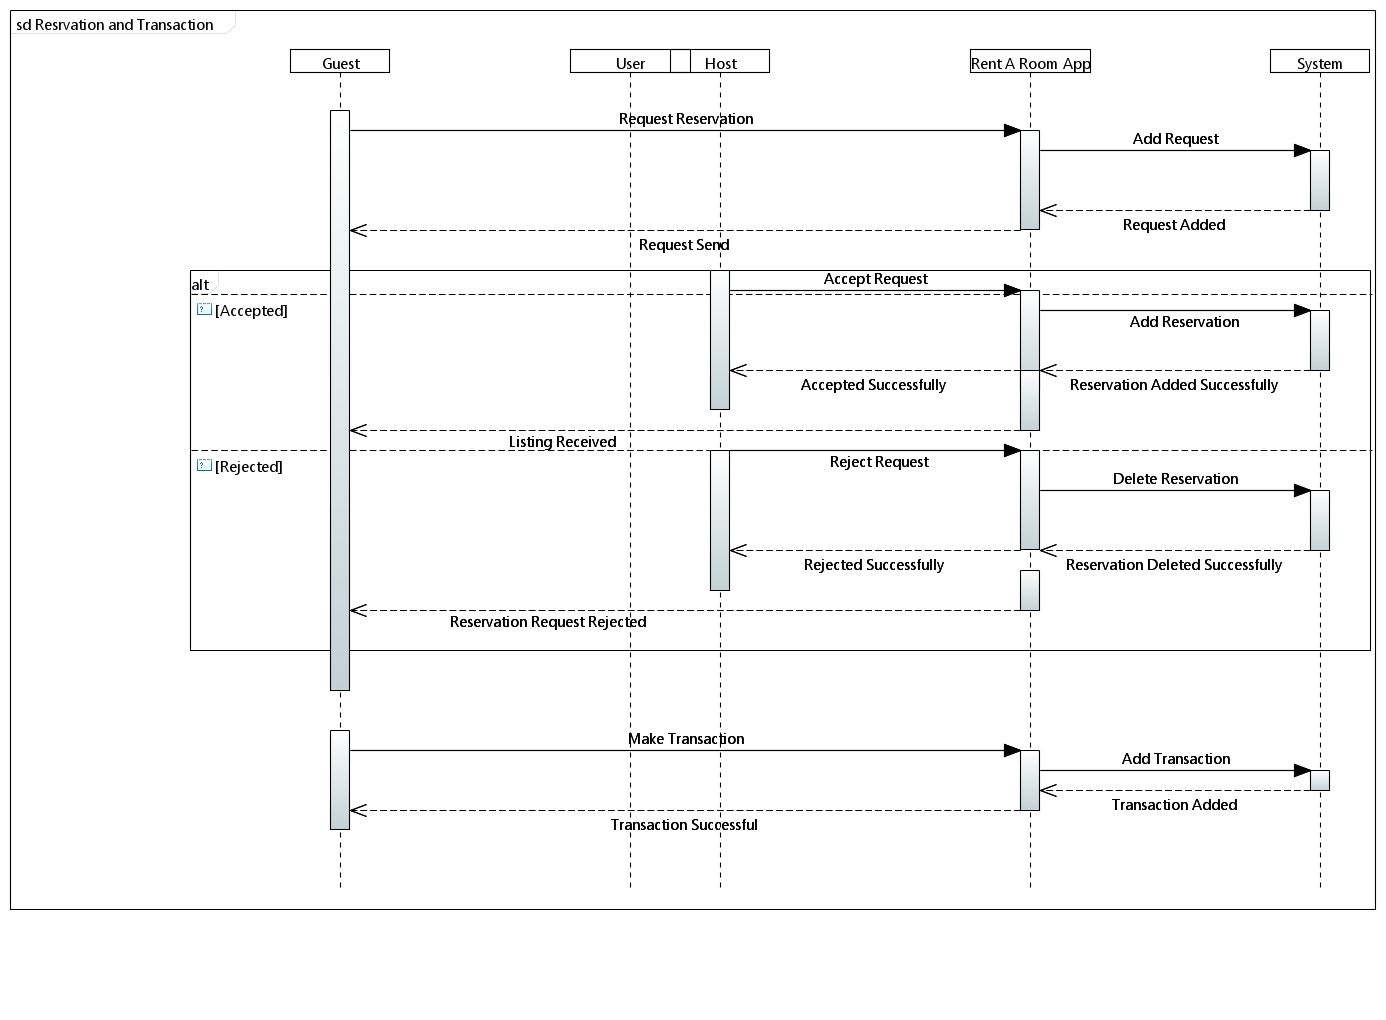 sd Resrvation and Transaction
Guest
User
Host
Rent A Room App
System
Request Reservation
Add Request
Request Added
Request Send
alt
Accept Request
[Accepted]
Add Reservation
Accepted Successfully
Reservation Added Successfully
Listing Received
Reject Request
[Rejected]
Delete Reservation
Rejected Successfully
Reservation Deleted Successfully
Reservation Request Rejected
Make Transaction
Add Transaction
Transaction Added
Transaction Successful